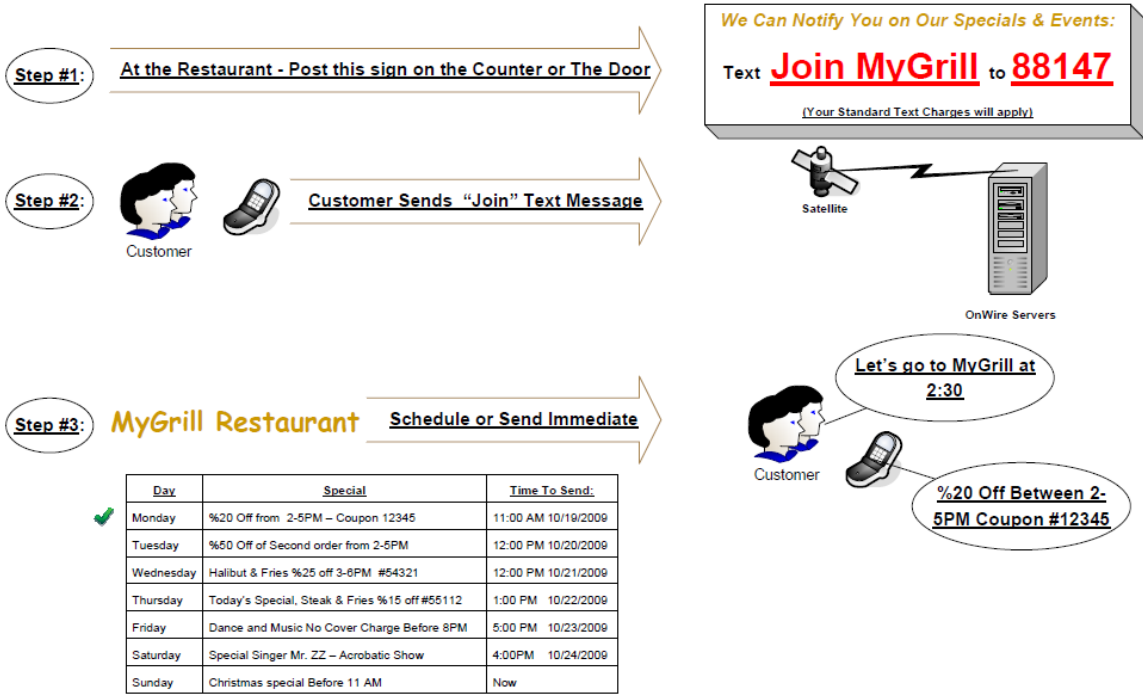 We Can Notify You on Our Specials & Events:
Step #1:
At the Restaurant - Post this sign on the Counter or The Door
Text Join MyGrill to 88147
(Your Standard Text Charges will apply)
Step #2:
Customer
Customer Sends “Join” Text Message
Satellite
OnWire Servers
Step #3:
MyGrill Restaurant
Schedule or Send Immediate
Let’s go to MyGrill at
2:30
Customer
%20 Off Between 2-
5PM Coupon #12345
Day Special Time To Send:
Monday %20 Off from 2-5PM – Coupon 12345 11:00 AM 10/19/2009
Tuesday %50 Off of Second order from 2-5PM 12:00 PM 10/20/2009
Wednesday Halibut & Fries %25 off 3-6PM #54321 12:00 PM 10/21/2009
Thursday Today’s Special, Steak & Fries %15 off #55112 1:00 PM 10/22/2009
Friday Dance and Music No Cover Charge Before 8PM 5:00 PM 10/23/2009
Saturday Special Singer Mr. ZZ – Acrobatic Show 4:00PM 10/24/2009
Sunday Christmas special Before 11 AM Now